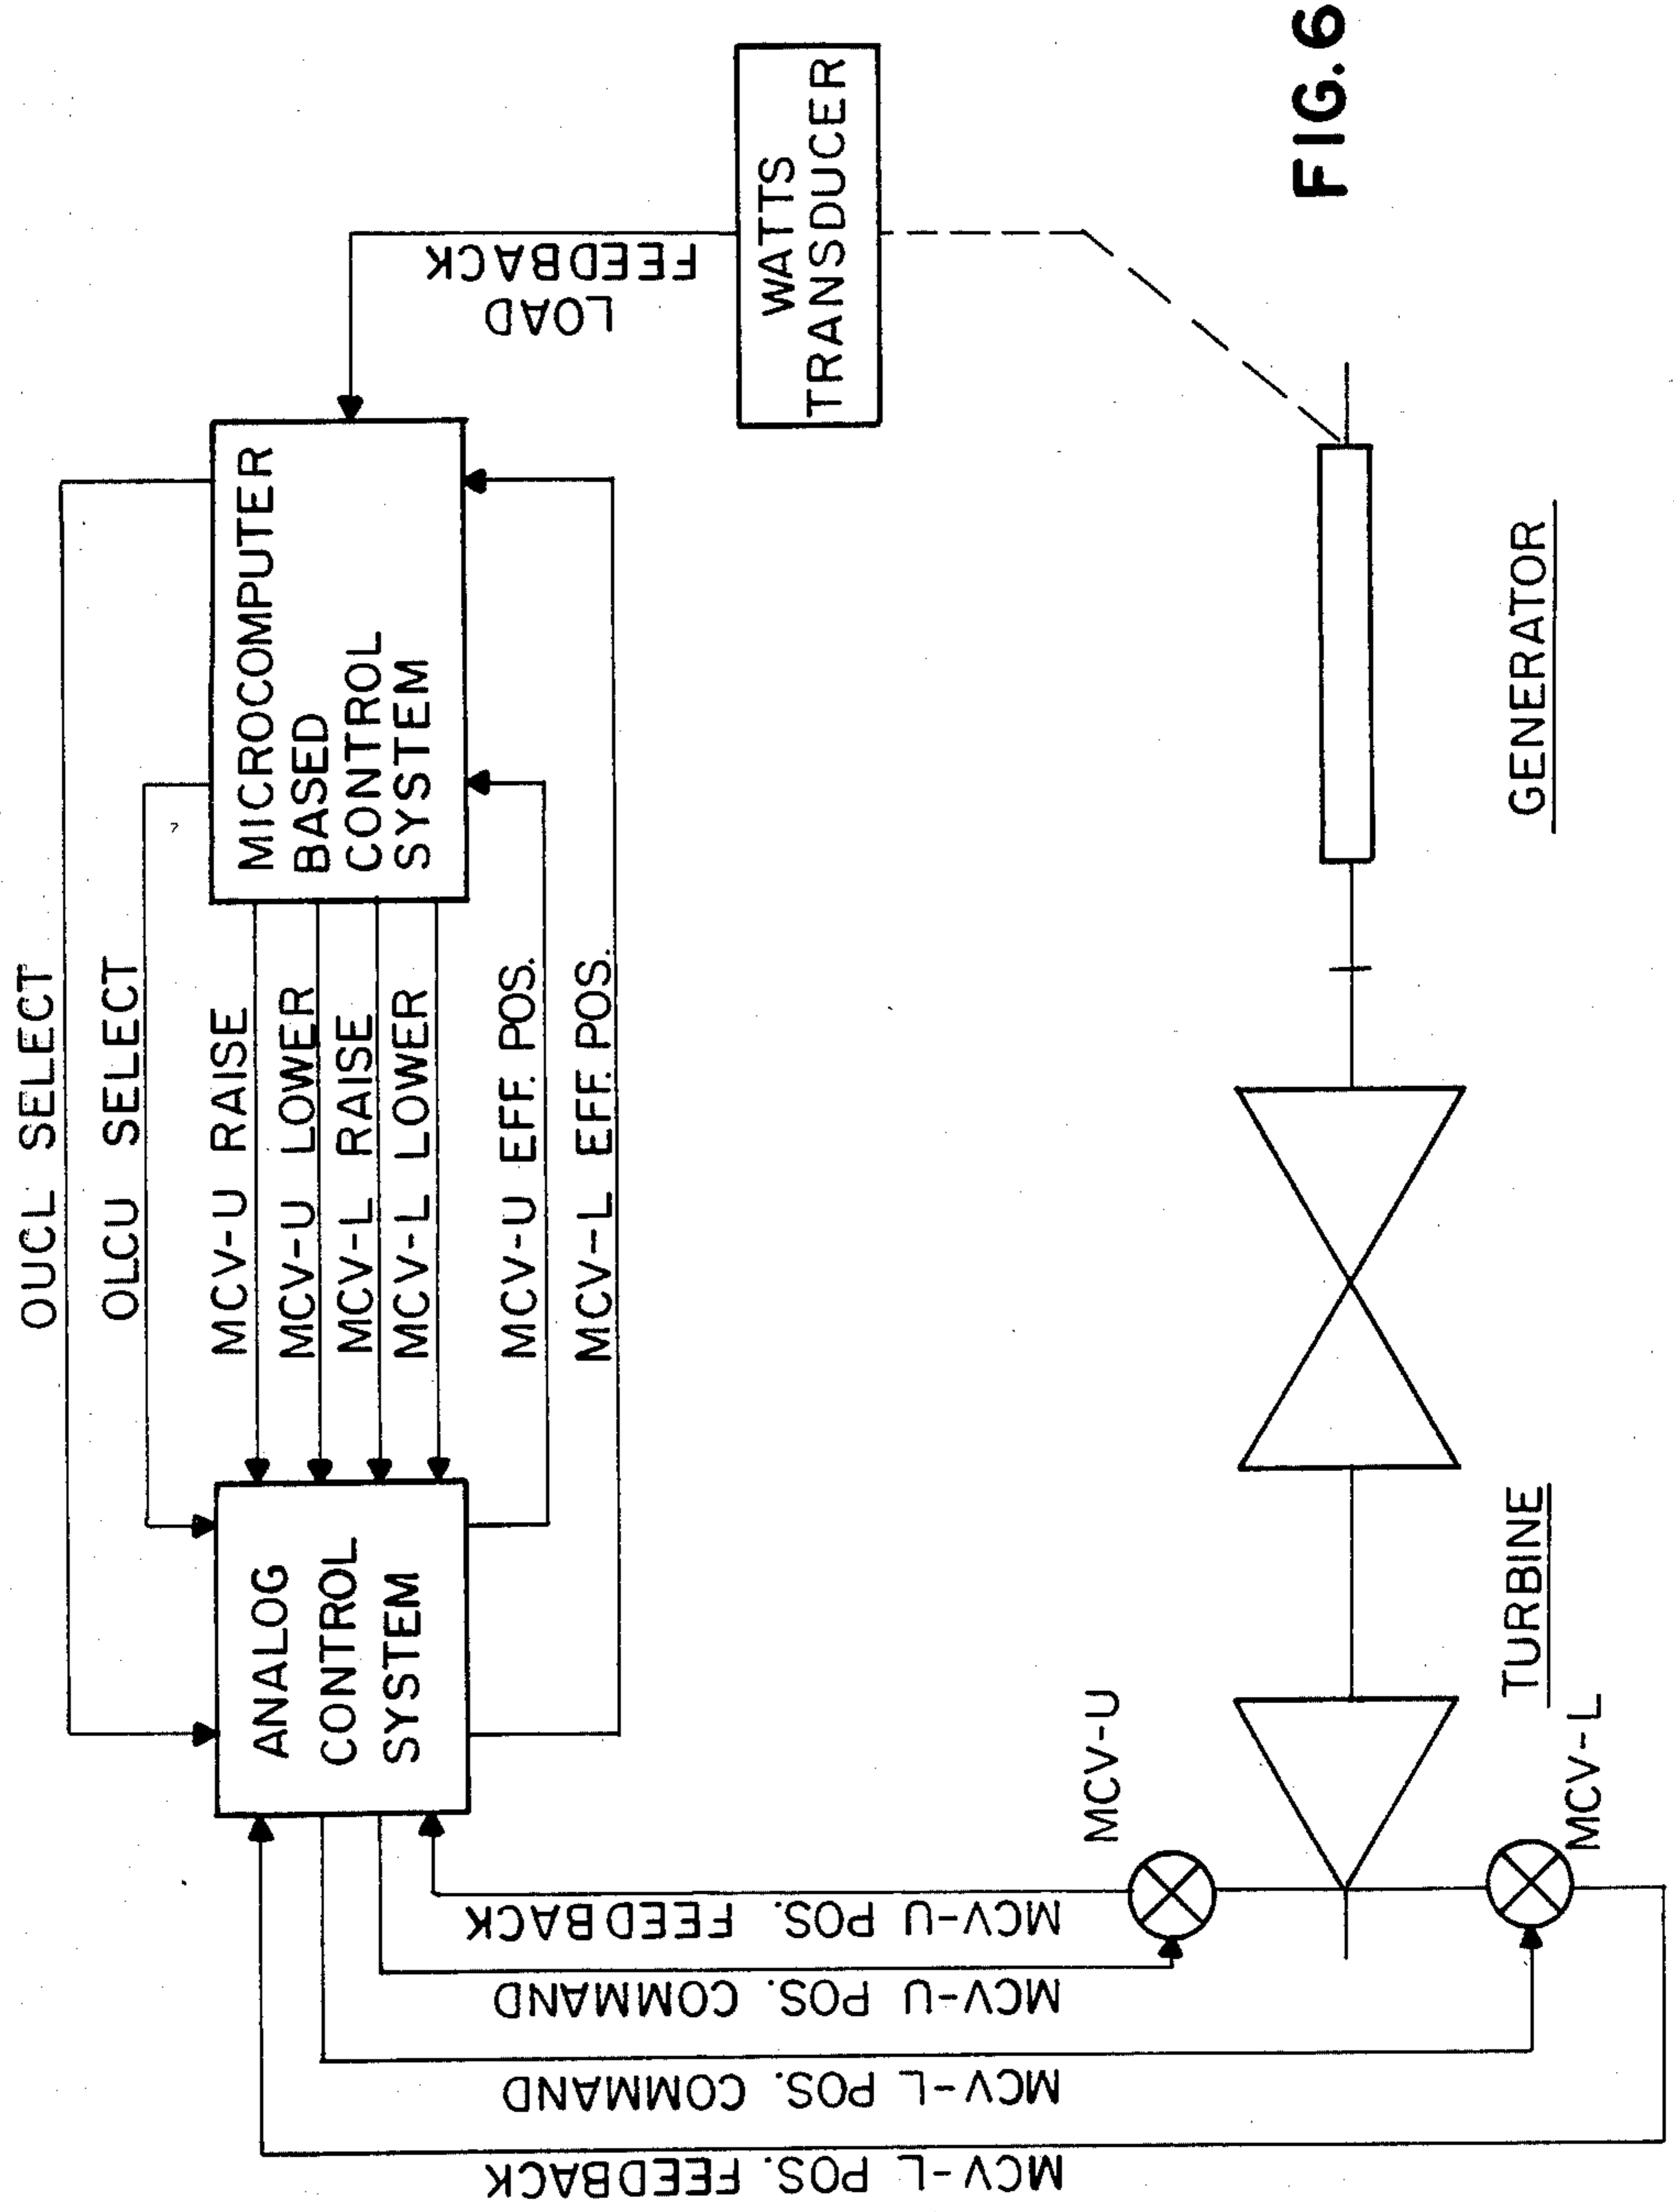 OUCL SELECT
OLCU SELECT
MCV-U RAISE
MCV-U LOWER
MCV-L RAISE
MCV-L LOWER
MCV-U EFF. POS.
MCV-L EFF. POS.
ANALOG
CONTROL
SYSTEM
MICROCOMPUTER
BASED
CONTROL
SYSTEM
LOAD
FEEDBACK
WATTS
TRANSDUCER
MCV-L POS. FEEDBACK
MCV-L POS. COMMAND
MCV-U POS. COMMAND
MCV-U POS. FEEDBACK
MCV-U
MCV-L
TURBINE
GENERATOR
FIG. 6